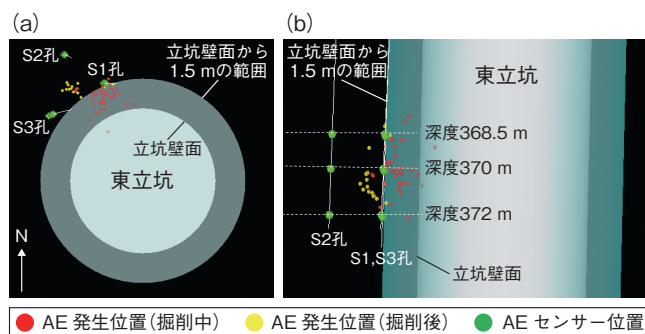 (a)
S2孔
S1孔
立坑壁面から
1.5 mの範囲
S3孔
立坑壁面
東立坑
N
(b)
立坑壁面から
1.5 mの範囲
東立坑
深度368.5 m
深度370 m
深度372 m
S2孔
S1,S3孔
立坑壁面
AE 発生位置(掘削中) AE 発生位置(掘削後) AE センサー位置